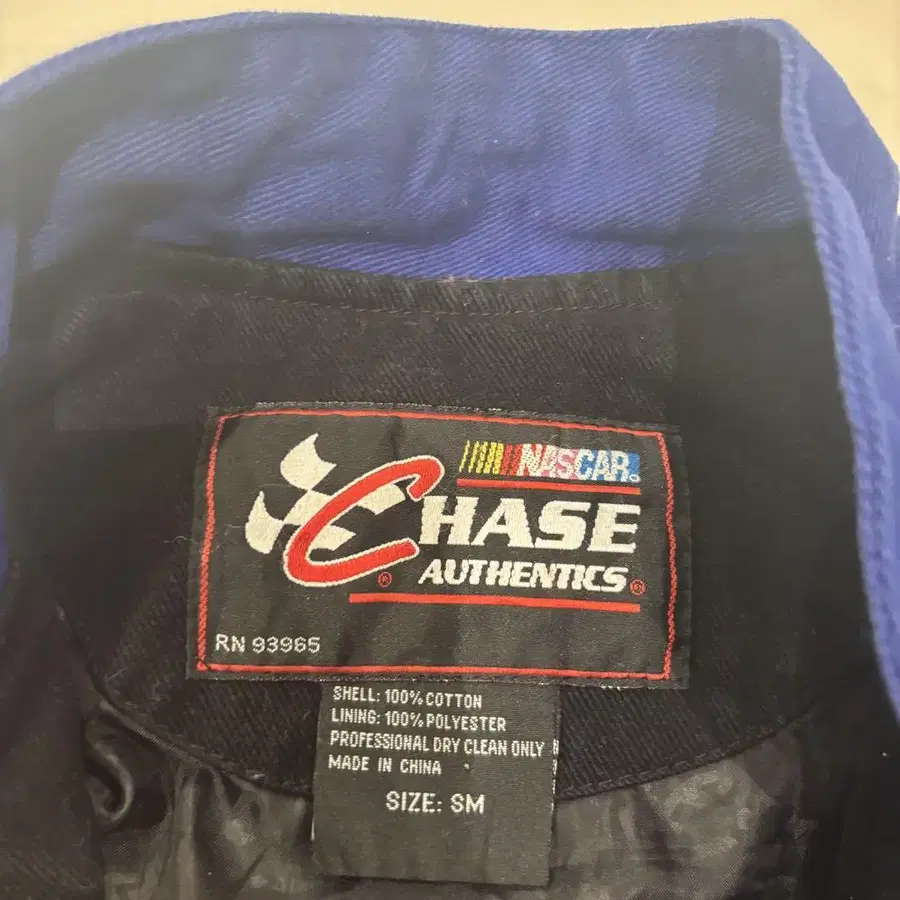 NASCAR
CHASE
AUTHENTICS
RN 93965
SHELL: 100% COTTON
LINING: 100% POLYESTER
PROFESSIONAL DRY CLEAN ONLY
MADE IN CHINA
SIZE: SM